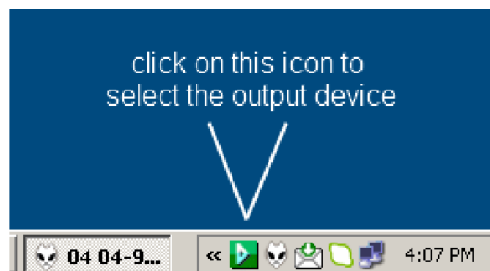 click on this icon to
select the output device
04 04-9... « 4:07 PM